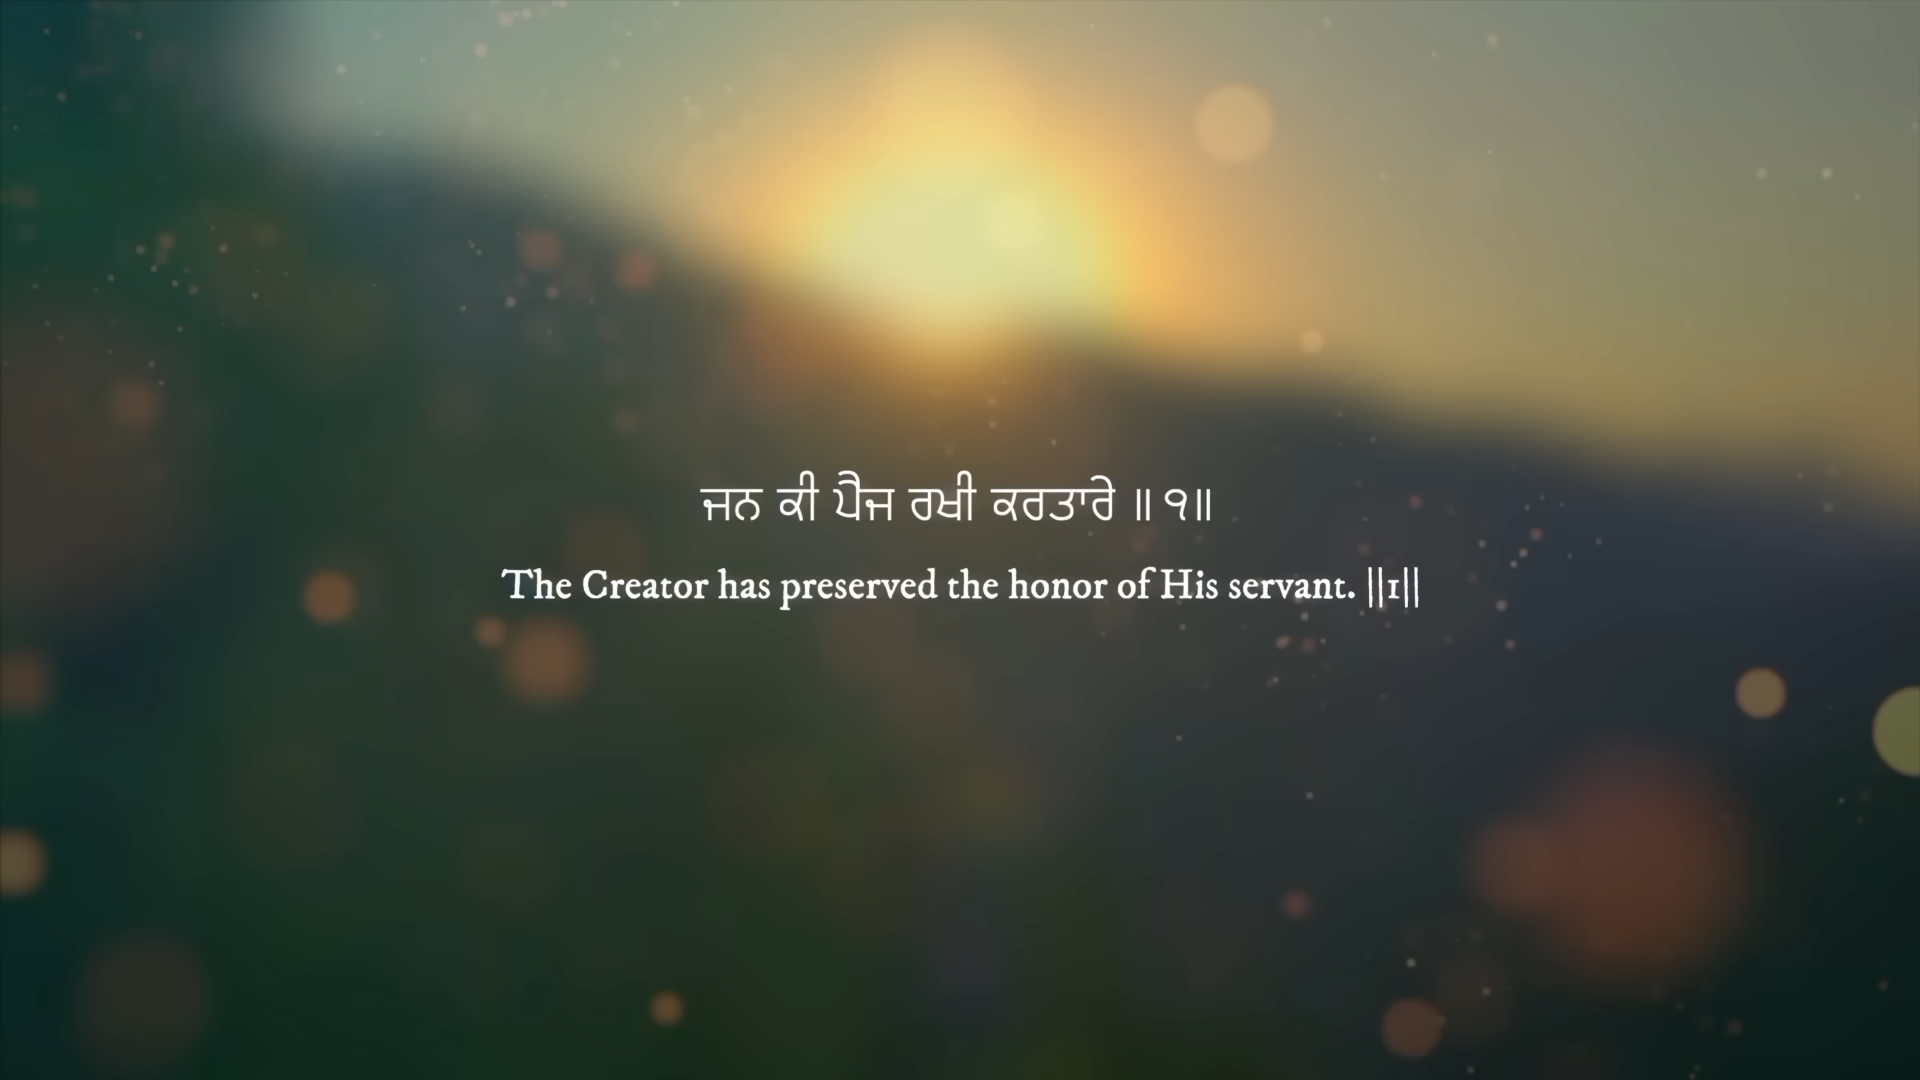 ਜਨ ਕੀ ਪੈਜ ਰਖੀ ਕਰਤਾਰੇ ॥੧॥
The Creator has preserved the honor of His servant. ||1||